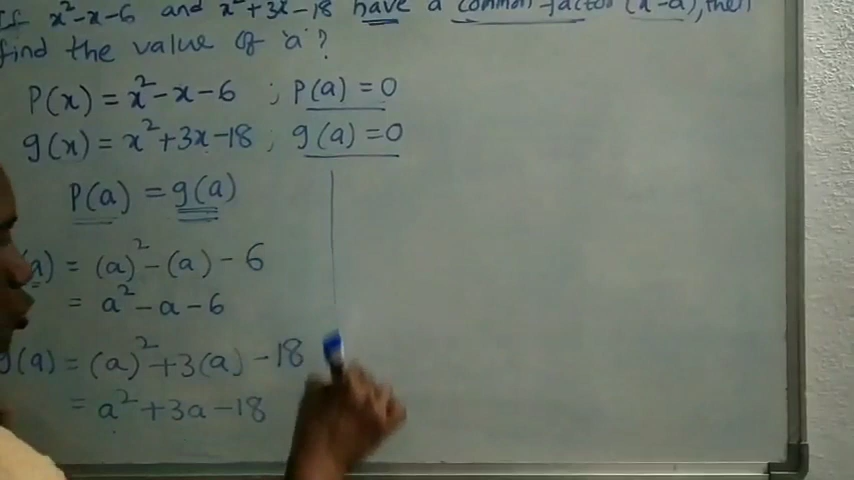 If x²-x-6 and x²+3x-18 have a common factor (x-a), then
find the value of 'a'?
P(x) = x²-x-6 ; P(a) = 0
g(x) = x²+3x-18 ; g(a) = 0
P(a) = g(a)
a) = (a)²-(a)-6
= a²-a-6
g(a) = (a)²+3(a)-18
= a²+3a-18